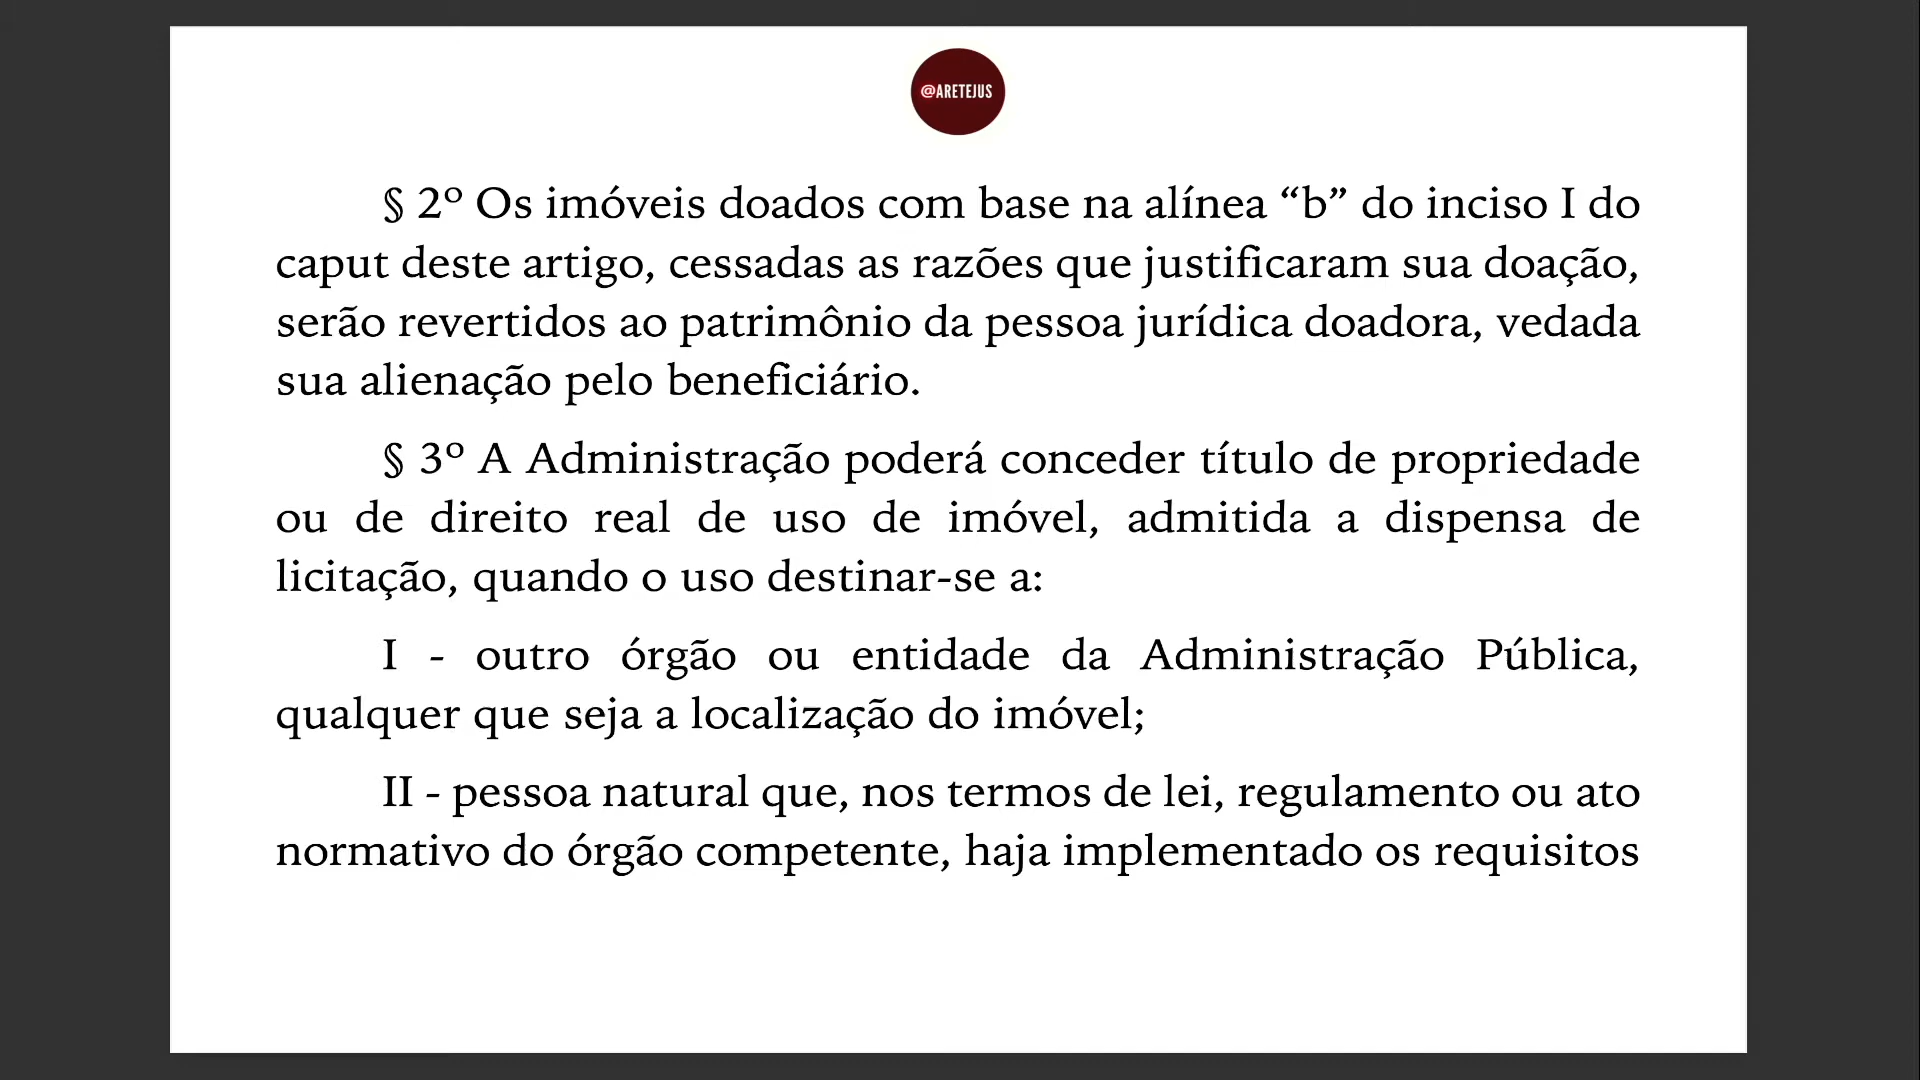 @ARETEJUS
§ 2º Os imóveis doados com base na alínea “b” do inciso I do
caput deste artigo, cessadas as razões que justificaram sua doação,
serão revertidos ao patrimônio da pessoa jurídica doadora, vedada
sua alienação pelo beneficiário.
§ 3º A Administração poderá conceder título de propriedade
ou de direito real de uso de imóvel, admitida a dispensa de
licitação, quando o uso destinar-se a:
I - outro órgão ou entidade da Administração Pública,
qualquer que seja a localização do imóvel;
II - pessoa natural que, nos termos de lei, regulamento ou ato
normativo do órgão competente, haja implementado os requisitos